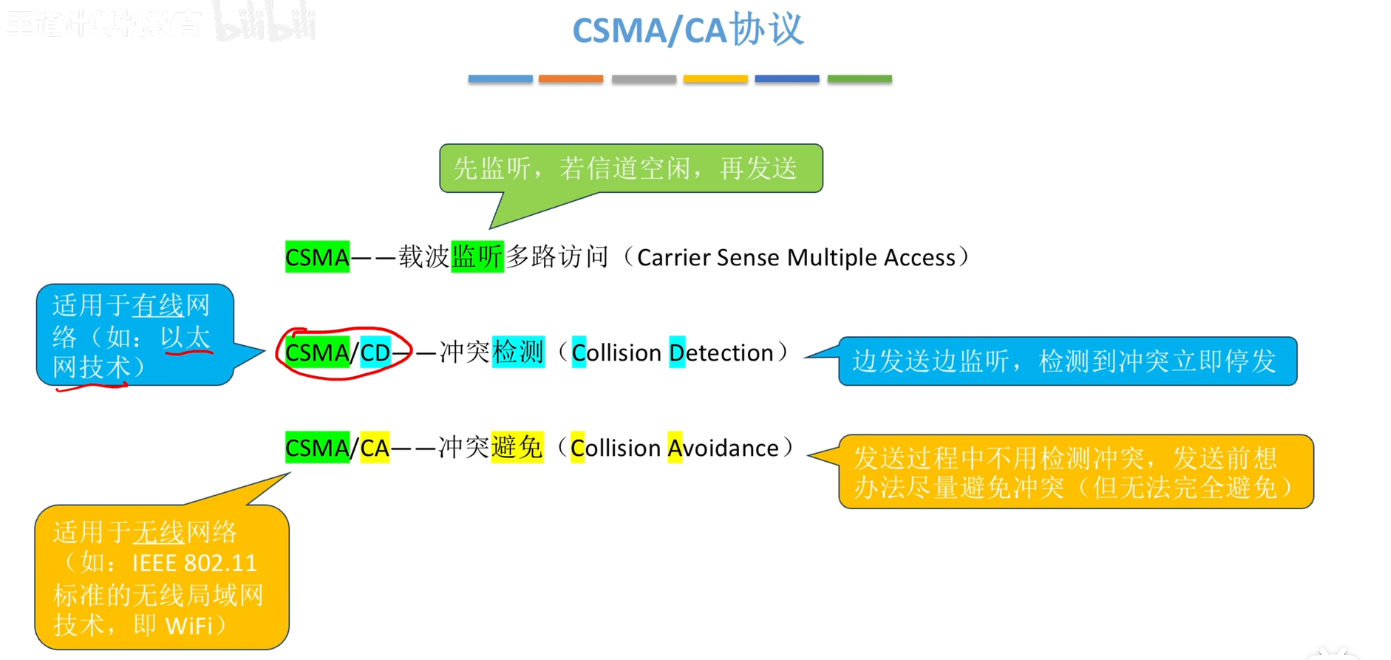 王道计算机教育 bilibili
CSMA/CA协议
先监听，若信道空闲，再发送
CSMA——载波监听多路访问（Carrier Sense Multiple Access）
适用于有线网
络（如：以太
网技术）
CSMA/CD——冲突检测（Collision Detection）
边发送边监听，检测到冲突立即停发
CSMA/CA——冲突避免（Collision Avoidance）
发送过程中不用检测冲突，发送前想
办法尽量避免冲突（但无法完全避免）
适用于无线网络
（如：IEEE 802.11
标准的无线局域网
技术，即 WiFi）